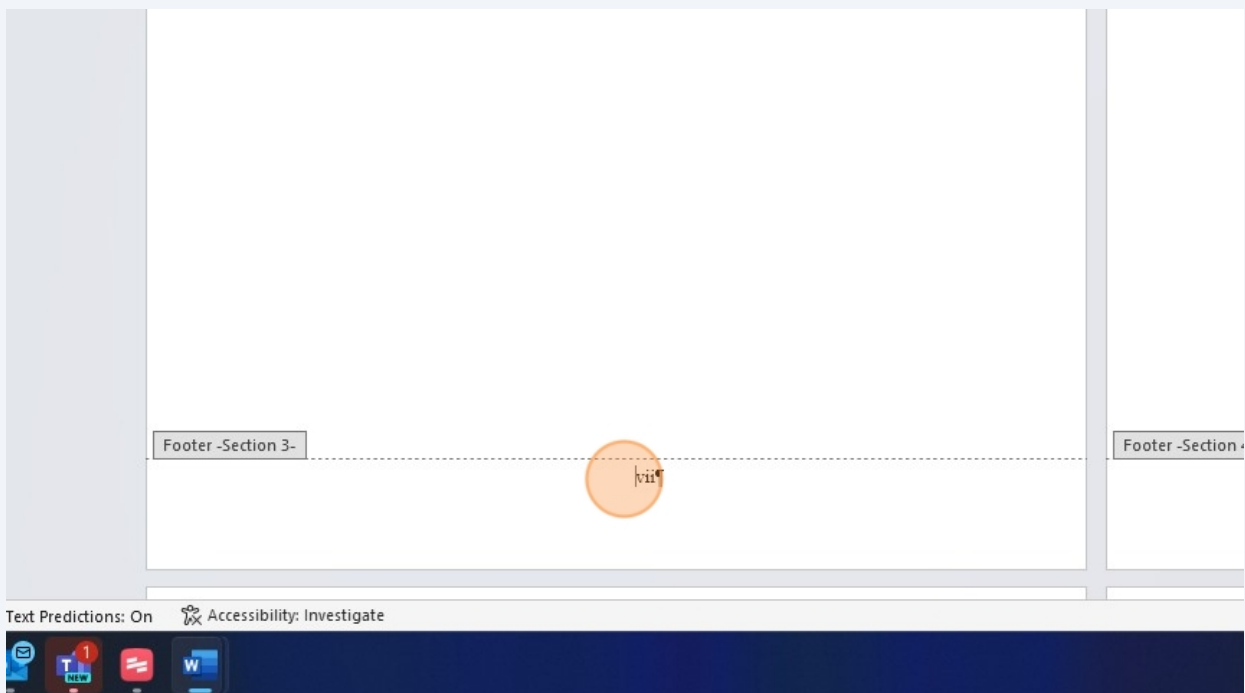 Footer -Section 3-
Footer -Section 4
vii¶
Text Predictions: On
Accessibility: Investigate
1
T
NEW
W